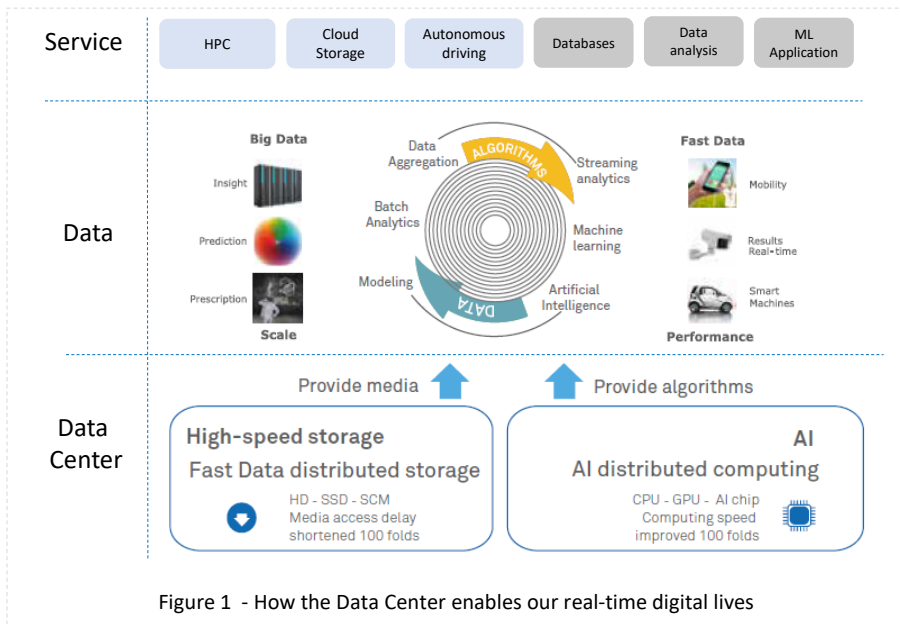 Service
HPC
Cloud
Storage
Autonomous
driving
Databases
Data
analysis
ML
Application
Data
Big Data
Insight
Prediction
Prescription
Scale
Data
Aggregation
ALGORITHMS
Streaming
analytics
Batch
Analytics
Machine
learning
Modeling
DATA
Artificial
Intelligence
Fast Data
Mobility
Results
Real-time
Smart
Machines
Performance
Provide media
Provide algorithms
Data
Center
High-speed storage
Fast Data distributed storage
HD - SSD - SCM
Media access delay
shortened 100 folds
AI
AI distributed computing
CPU - GPU - AI chip
Computing speed
improved 100 folds
Figure 1 - How the Data Center enables our real-time digital lives